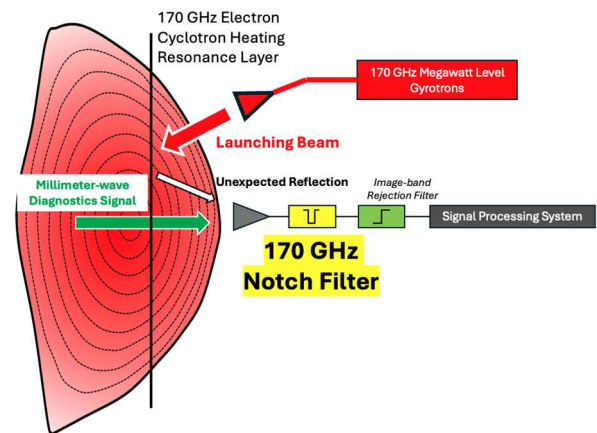 170 GHz Electron
Cyclotron Heating
Resonance Layer
170 GHz Megawatt Level
Gyrotrons
Launching Beam
Millimeter-wave
Diagnostics Signal
Unexpected Reflection
Image-band
Rejection Filter
Signal Processing System
170 GHz
Notch Filter